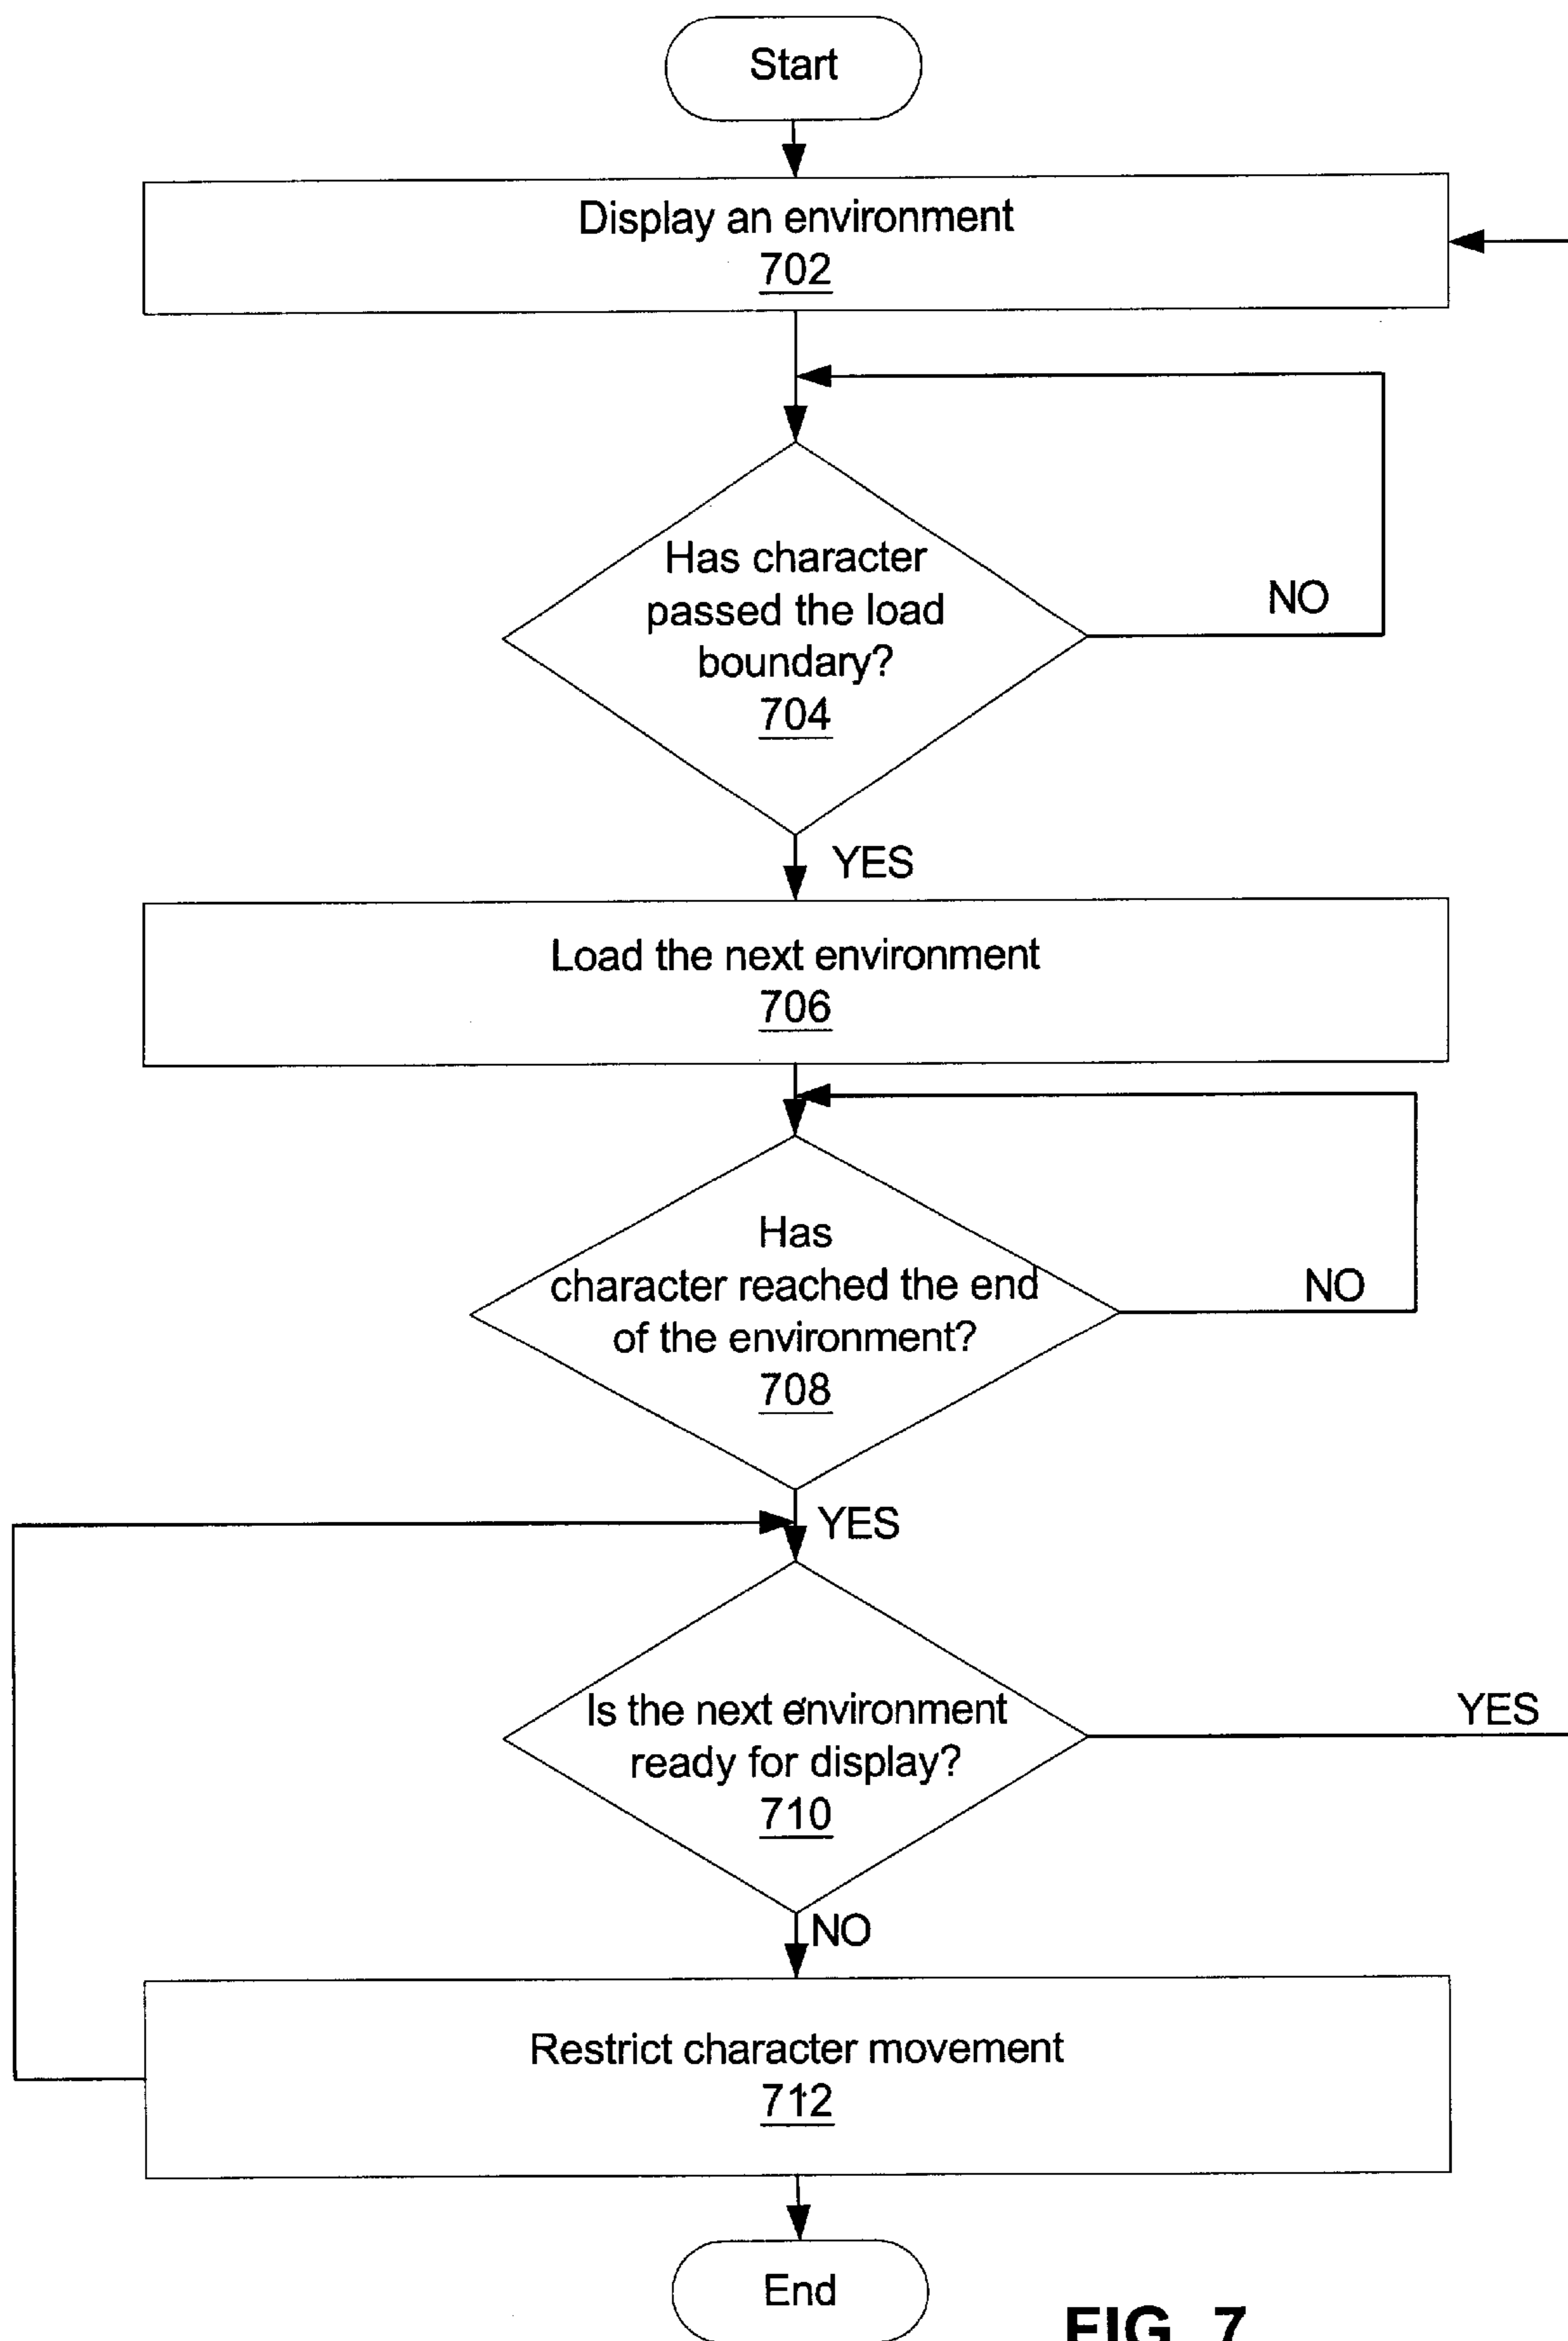 Start
Display an environment
702
Has character
passed the load
boundary?
704
NO
YES
Load the next environment
706
Has
character reached the end
of the environment?
708
NO
YES
Is the next environment
ready for display?
710
YES
NO
Restrict character movement
712
End
FIG. 7